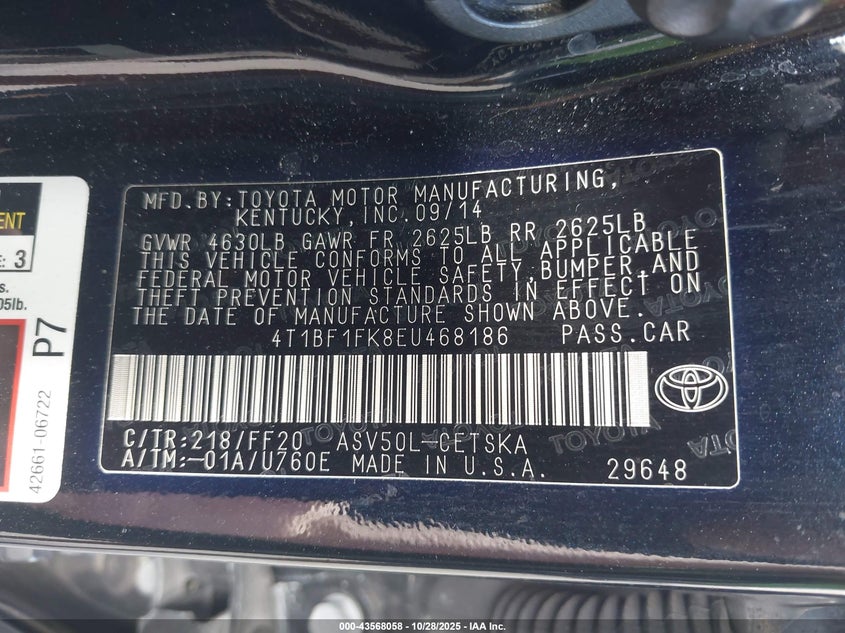 MFD. BY: TOYOTA MOTOR MANUFACTURING,
KENTUCKY, INC. 09/14
GVWR 4630LB GAWR FR 2625LB RR 2625LB
THIS VEHICLE CONFORMS TO ALL APPLICABLE
FEDERAL MOTOR VEHICLE SAFETY, BUMPER, AND
THEFT PREVENTION STANDARDS IN EFFECT ON
THE DATE OF MANUFACTURE SHOWN ABOVE.
4T1BF1FK8EU468186 PASS. CAR
C/TR: 218/FF20 ASV50L-CETSKA
A/TM: -01A/U760E MADE IN U.S.A. 29648
3
P7
42661-06722
000-43568058 - 10/28/2025 - IAA Inc.